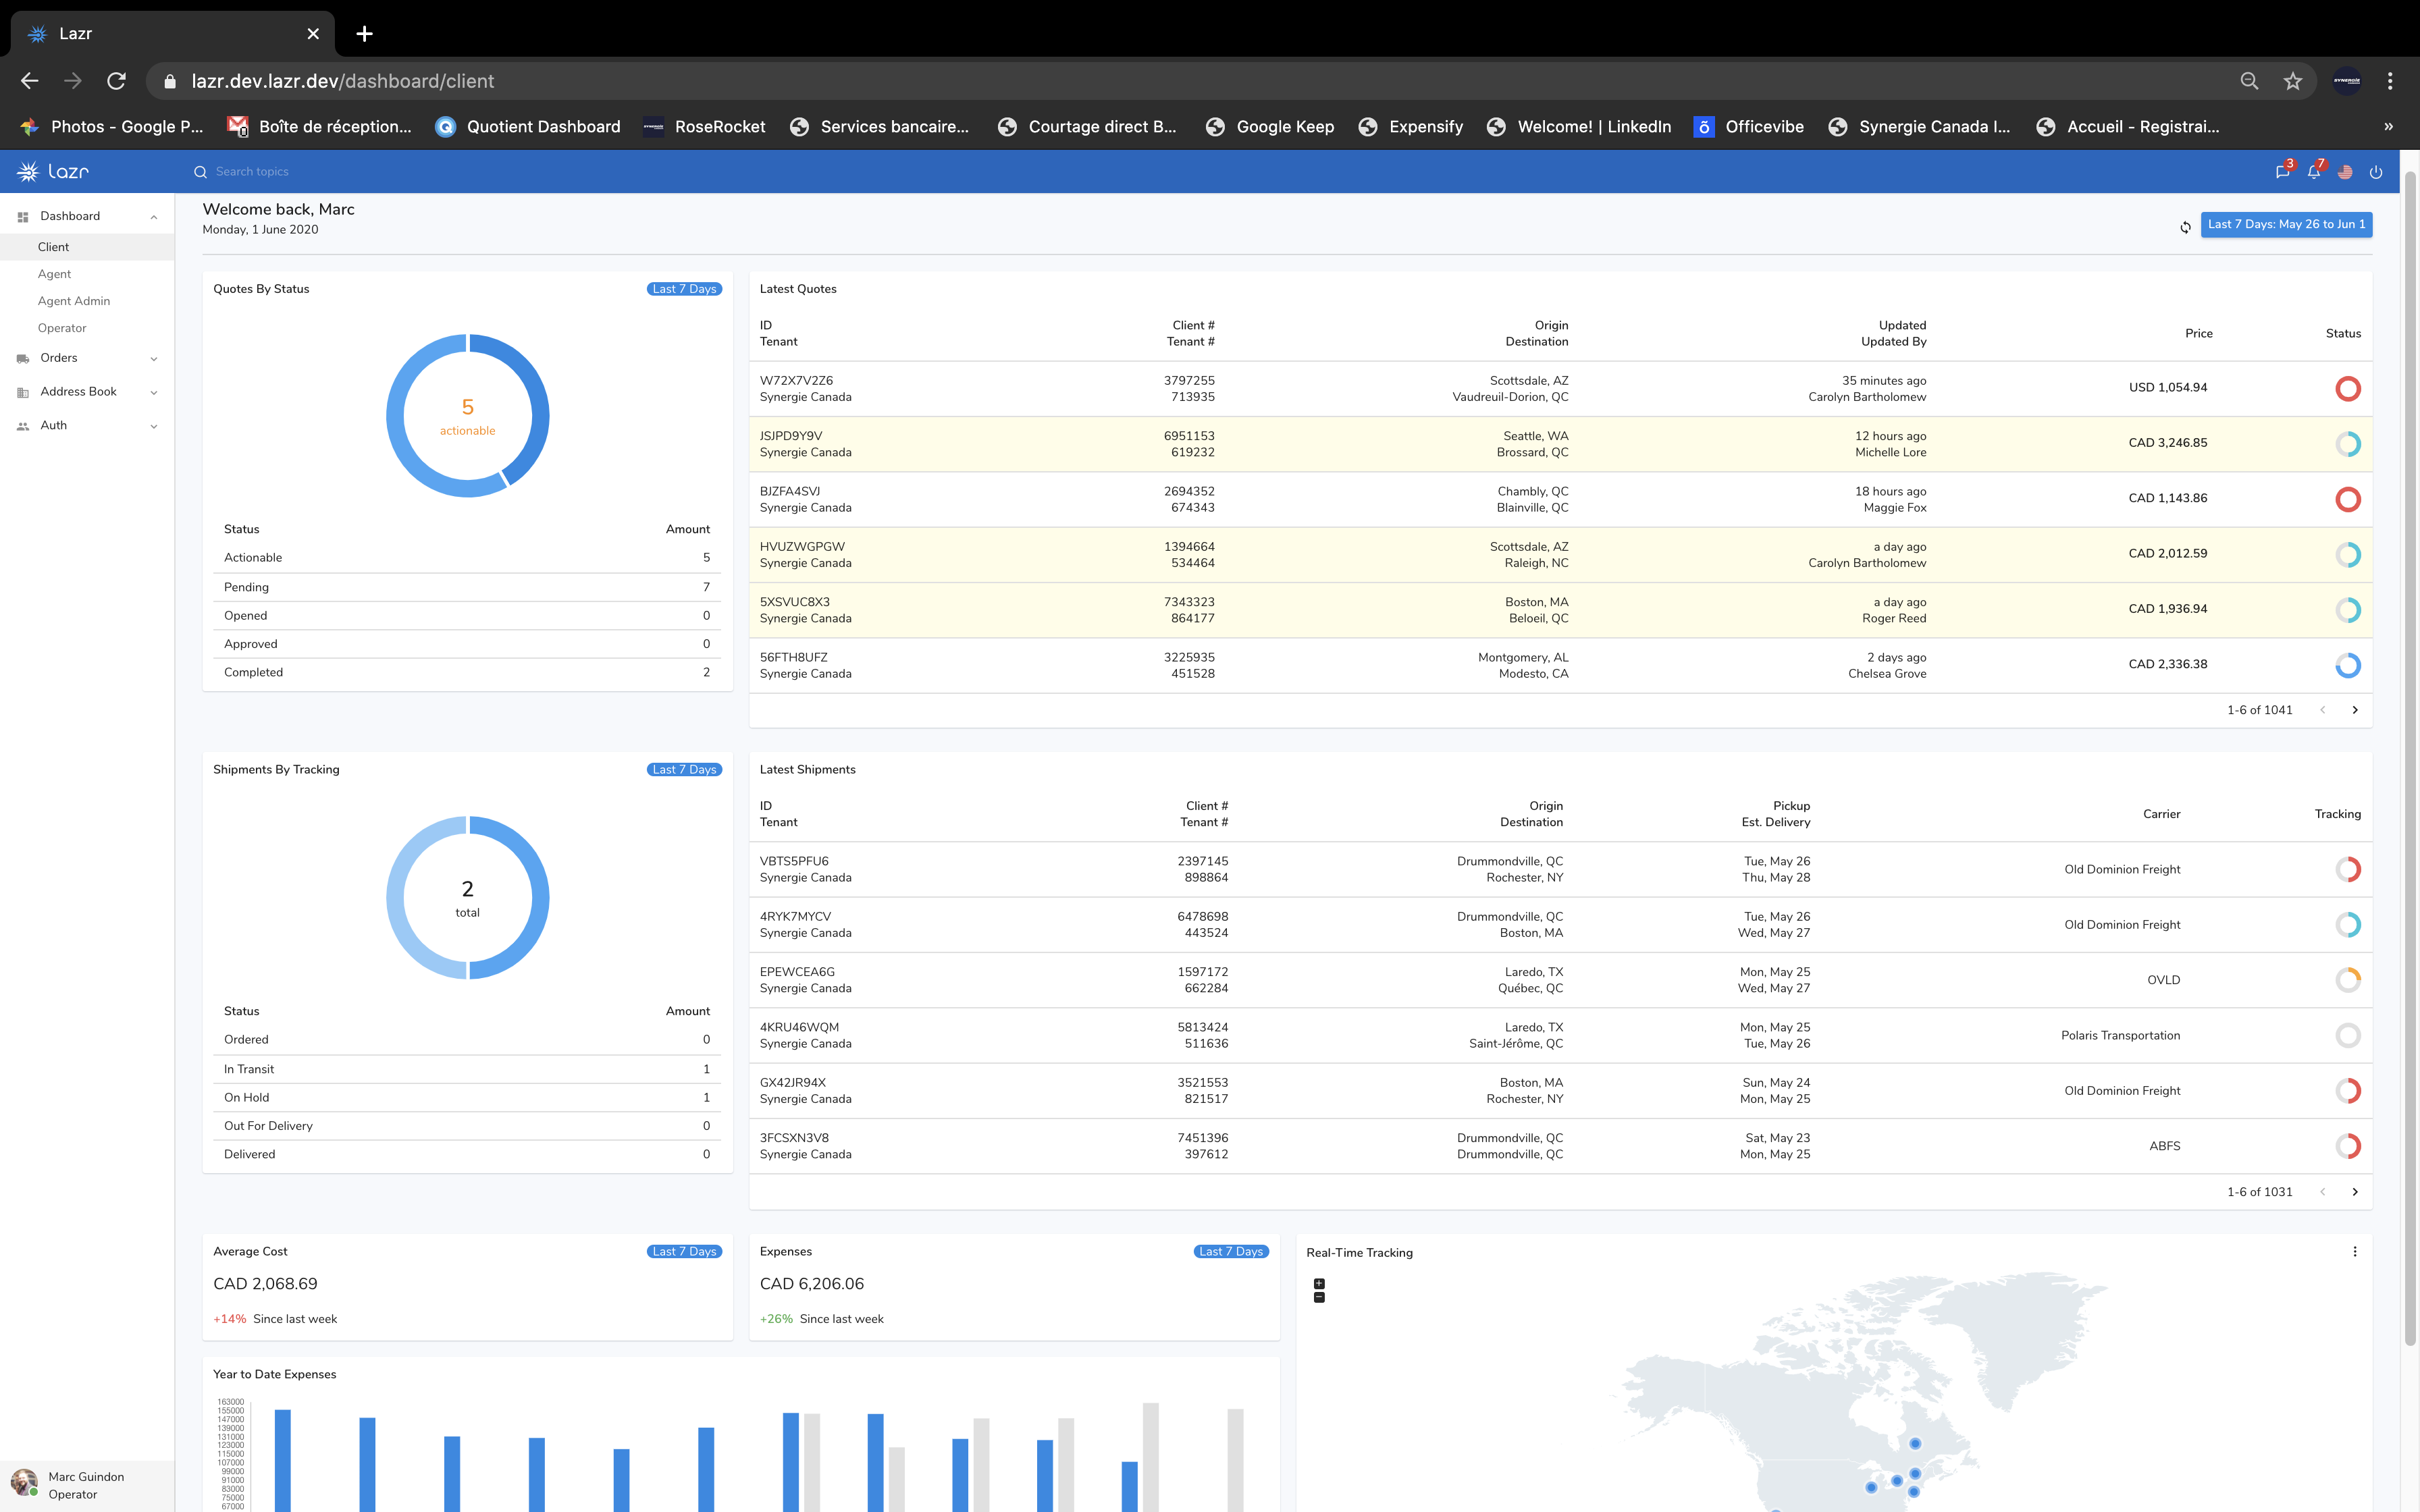 Lazr
lazr.dev.lazr.dev/dashboard/client
Photos - Google P...
0
Boîte de réception...
Quotient Dashboard
RoseRocket
Services bancaire...
Courtage direct B...
Google Keep
Expensify
Welcome! | LinkedIn
Officevibe
Synergie Canada I...
Accueil - Registrai...
»
lazr
Search topics
3
7
Dashboard
Client
Agent
Agent Admin
Operator
Orders
Address Book
Auth
Marc Guindon
Operator
Welcome back, Marc
Monday, 1 June 2020
Last 7 Days: May 26 to Jun 1
Quotes By Status
Last 7 Days
5
actionable
Status Amount
Actionable 5
Pending 7
Opened 0
Approved 0
Completed 2
Latest Quotes
ID Client # Origin Updated Price Status
Tenant Tenant # Destination Updated By
W72X7V2Z6 3797255 Scottsdale, AZ 35 minutes ago USD 1,054.94
Synergie Canada 713935 Vaudreuil-Dorion, QC Carolyn Bartholomew
JSJPD9Y9V 6951153 Seattle, WA 12 hours ago CAD 3,246.85
Synergie Canada 619232 Brossard, QC Michelle Lore
BJZFA4SVJ 2694352 Chambly, QC 18 hours ago CAD 1,143.86
Synergie Canada 674343 Blainville, QC Maggie Fox
HVUZWGPGW 1394664 Scottsdale, AZ a day ago CAD 2,012.59
Synergie Canada 534464 Raleigh, NC Carolyn Bartholomew
5XSVUC8X3 7343323 Boston, MA a day ago CAD 1,936.94
Synergie Canada 864177 Beloeil, QC Roger Reed
56FTH8UFZ 3225935 Montgomery, AL 2 days ago CAD 2,336.38
Synergie Canada 451528 Modesto, CA Chelsea Grove
1-6 of 1041
Shipments By Tracking
Last 7 Days
2
total
Status Amount
Ordered 0
In Transit 1
On Hold 1
Out For Delivery 0
Delivered 0
Latest Shipments
ID Client # Origin Pickup Carrier Tracking
Tenant Tenant # Destination Est. Delivery
VBTS5PFU6 2397145 Drummondville, QC Tue, May 26 Old Dominion Freight
Synergie Canada 898864 Rochester, NY Thu, May 28
4RYK7MYCV 6478698 Drummondville, QC Tue, May 26 Old Dominion Freight
Synergie Canada 443524 Boston, MA Wed, May 27
EPEWCEA6G 1597172 Laredo, TX Mon, May 25 OVLD
Synergie Canada 662284 Québec, QC Wed, May 27
4KRU46WQM 5813424 Laredo, TX Mon, May 25 Polaris Transportation
Synergie Canada 511636 Saint-Jérôme, QC Tue, May 26
GX42JR94X 3521553 Boston, MA Sun, May 24 Old Dominion Freight
Synergie Canada 821517 Rochester, NY Mon, May 25
3FCSXN3V8 7451396 Drummondville, QC Sat, May 23 ABFS
Synergie Canada 397612 Drummondville, QC Mon, May 25
1-6 of 1031
Average Cost
Last 7 Days
CAD 2,068.69
+14% Since last week
Expenses
Last 7 Days
CAD 6,206.06
+26% Since last week
Real-Time Tracking
+
−
Year to Date Expenses
163000
155000
147000
139000
131000
123000
115000
107000
99000
91000
83000
75000
67000